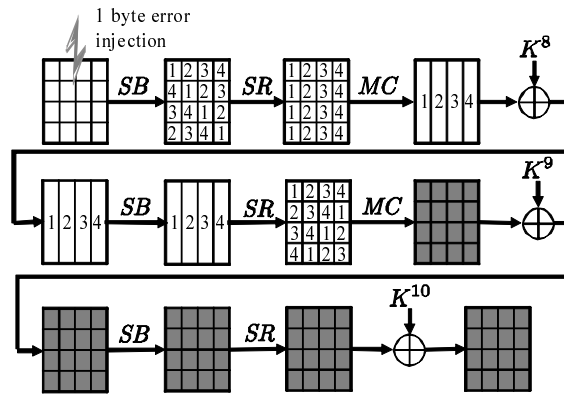 1 byte error
injection
K^8
SB SR MC
1 2 3 4 1 2 3 4
4 1 2 3 1 2 3 4 1 2 3 4
3 4 1 2 1 2 3 4
2 3 4 1 1 2 3 4
K^9
SB SR MC
1 2 3 4
1 2 3 4 1 2 3 4 2 3 4 1
3 4 1 2
4 1 2 3
K^10
SB SR